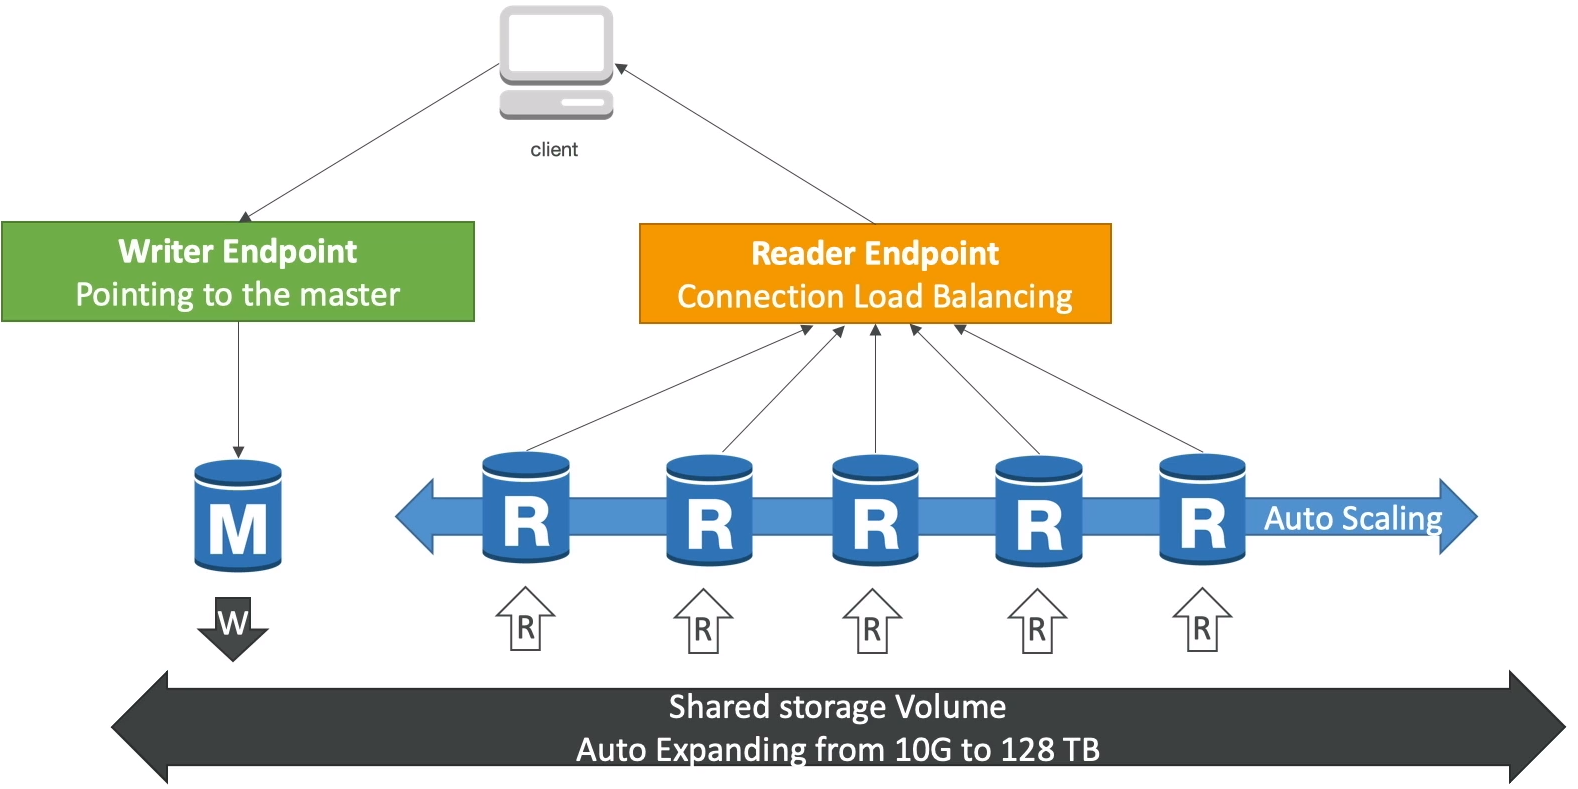 client
Writer Endpoint
Pointing to the master
Reader Endpoint
Connection Load Balancing
M
R
R
R
R
R
Auto Scaling
W
R
R
R
R
R
Shared storage Volume
Auto Expanding from 10G to 128 TB